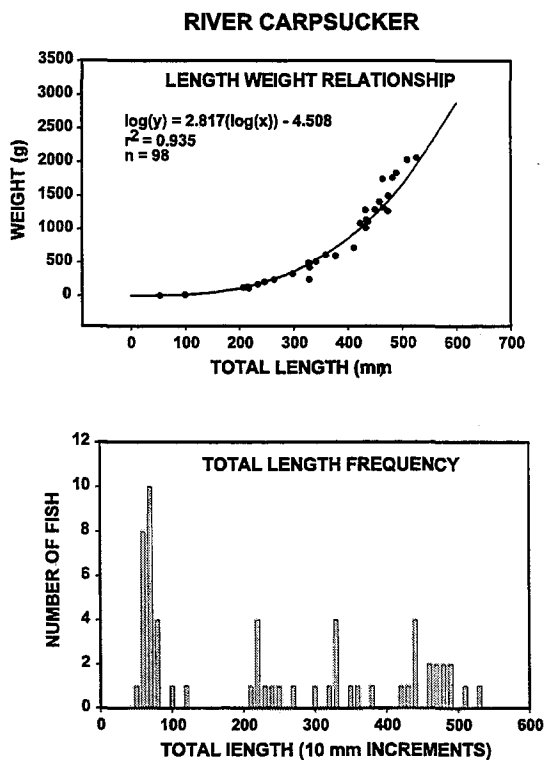 RIVER CARPSUCKER
LENGTH WEIGHT RELATIONSHIP
log(y) = 2.817(log(x)) - 4.508
r2 = 0.935
n = 98
WEIGHT (g)
3500
3000
2500
2000
1500
1000
500
0
0 100 200 300 400 500 600 700
TOTAL LENGTH (mm
TOTAL LENGTH FREQUENCY
NUMBER OF FISH
12
10
8
6
4
2
0
0 100 200 300 400 500 600
TOTAL lENGTH (10 mm INCREMENTS)